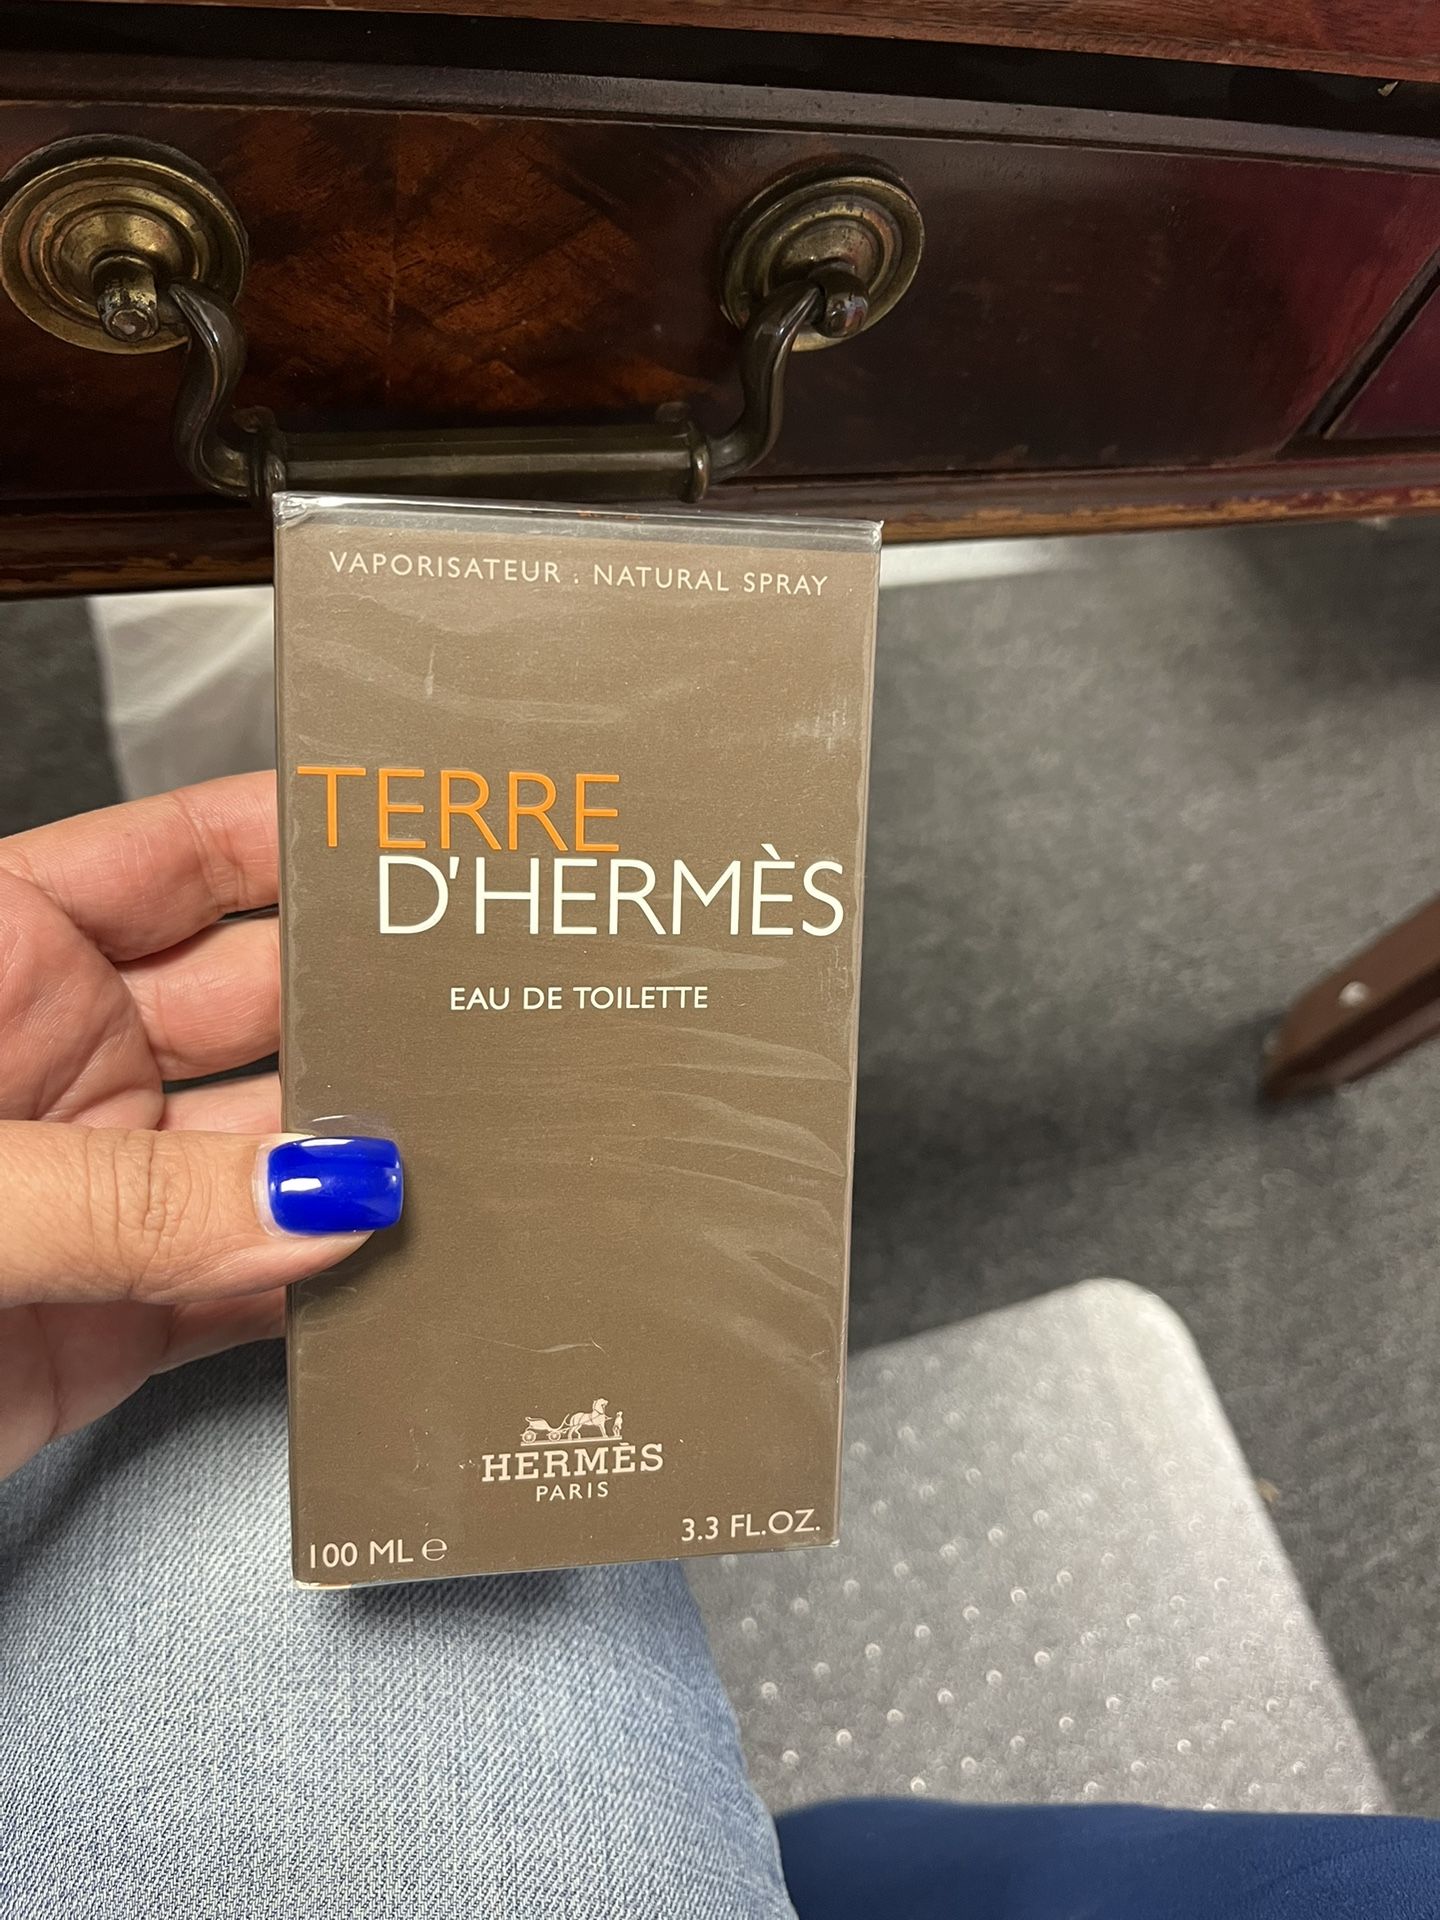 VAPORISATEUR . NATURAL SPRAY
TERRE
D'HERMÈS
EAU DE TOILETTE
HERMÈS
PARIS
100 ML ℮
3.3 FL.OZ.